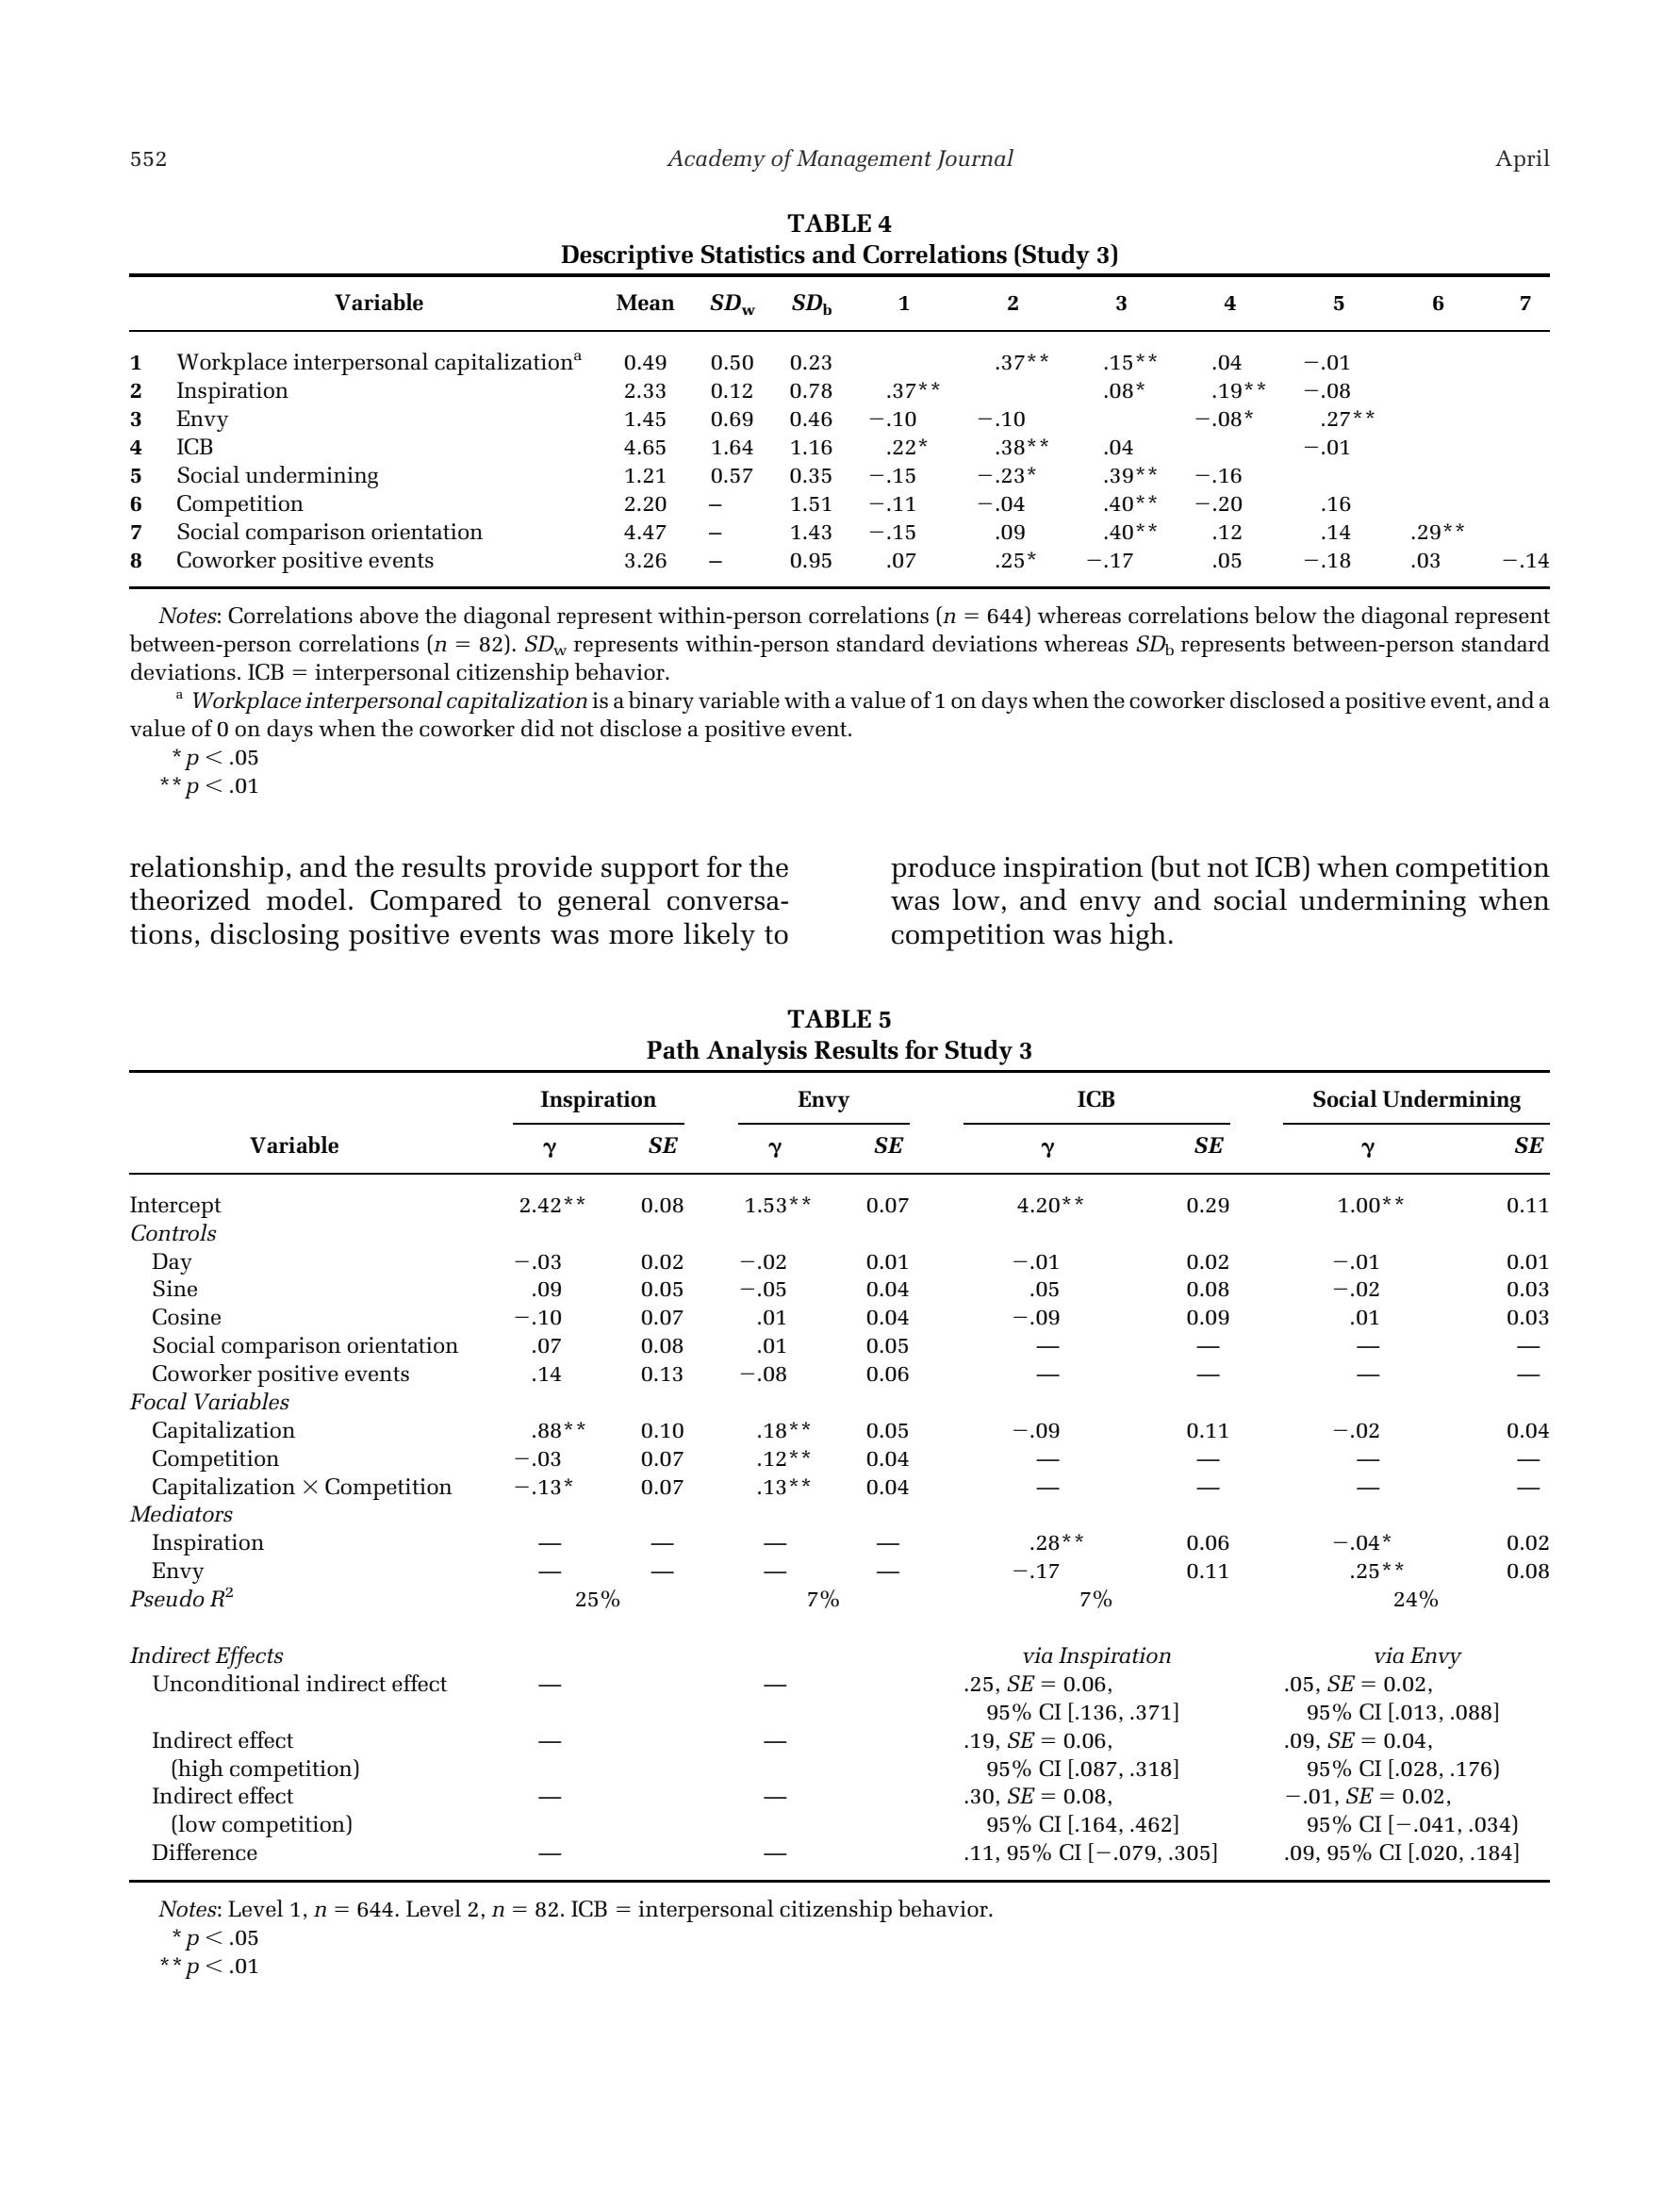 552 Academy of Management Journal April
TABLE 4
Descriptive Statistics and Correlations (Study 3)
Variable Mean SDw SDb 1 2 3 4 5 6 7
1 Workplace interpersonal capitalizationa 0.49 0.50 0.23 .37** .15** .04 −.01
2 Inspiration 2.33 0.12 0.78 .37** .08* .19** −.08
3 Envy 1.45 0.69 0.46 −.10 −.10 −.08* .27**
4 ICB 4.65 1.64 1.16 .22* .38** .04 −.01
5 Social undermining 1.21 0.57 0.35 −.15 −.23* .39** −.16
6 Competition 2.20 – 1.51 −.11 −.04 .40** −.20 .16
7 Social comparison orientation 4.47 – 1.43 −.15 .09 .40** .12 .14 .29**
8 Coworker positive events 3.26 – 0.95 .07 .25* −.17 .05 −.18 .03 −.14
Notes: Correlations above the diagonal represent within-person correlations (n = 644) whereas correlations below the diagonal represent
between-person correlations (n = 82). SDw represents within-person standard deviations whereas SDb represents between-person standard
deviations. ICB = interpersonal citizenship behavior.
a Workplace interpersonal capitalization is a binary variable with a value of 1 on days when the coworker disclosed a positive event, and a
value of 0 on days when the coworker did not disclose a positive event.
* p < .05
** p < .01
relationship, and the results provide support for the
theorized model. Compared to general conversa-
tions, disclosing positive events was more likely to
produce inspiration (but not ICB) when competition
was low, and envy and social undermining when
competition was high.
TABLE 5
Path Analysis Results for Study 3
Inspiration Envy ICB Social Undermining
Variable γ SE γ SE γ SE γ SE
Intercept 2.42** 0.08 1.53** 0.07 4.20** 0.29 1.00** 0.11
Controls
Day −.03 0.02 −.02 0.01 −.01 0.02 −.01 0.01
Sine .09 0.05 −.05 0.04 .05 0.08 −.02 0.03
Cosine −.10 0.07 .01 0.04 −.09 0.09 .01 0.03
Social comparison orientation .07 0.08 .01 0.05 — — — —
Coworker positive events .14 0.13 −.08 0.06 — — — —
Focal Variables
Capitalization .88** 0.10 .18** 0.05 −.09 0.11 −.02 0.04
Competition −.03 0.07 .12** 0.04 — — — —
Capitalization × Competition −.13* 0.07 .13** 0.04 — — — —
Mediators
Inspiration — — — — .28** 0.06 −.04* 0.02
Envy — — — — −.17 0.11 .25** 0.08
Pseudo R2 25% 7% 7% 24%
Indirect Effects via Inspiration via Envy
Unconditional indirect effect — — .25, SE = 0.06, .05, SE = 0.02,
95% CI [.136, .371] 95% CI [.013, .088]
Indirect effect — — .19, SE = 0.06, .09, SE = 0.04,
(high competition) 95% CI [.087, .318] 95% CI [.028, .176)
Indirect effect — — .30, SE = 0.08, −.01, SE = 0.02,
(low competition) 95% CI [.164, .462] 95% CI [−.041, .034)
Difference — — .11, 95% CI [−.079, .305] .09, 95% CI [.020, .184]
Notes: Level 1, n = 644. Level 2, n = 82. ICB = interpersonal citizenship behavior.
* p < .05
** p < .01